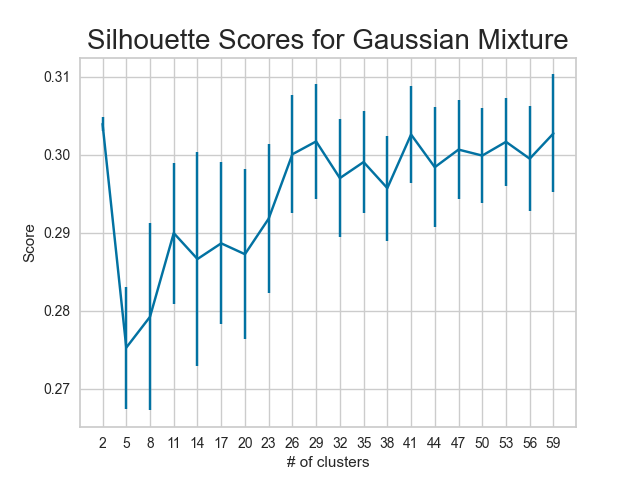 Silhouette Scores for Gaussian Mixture
0.31
0.30
0.29
0.28
0.27
Score
2 5 8 11 14 17 20 23 26 29 32 35 38 41 44 47 50 53 56 59
# of clusters